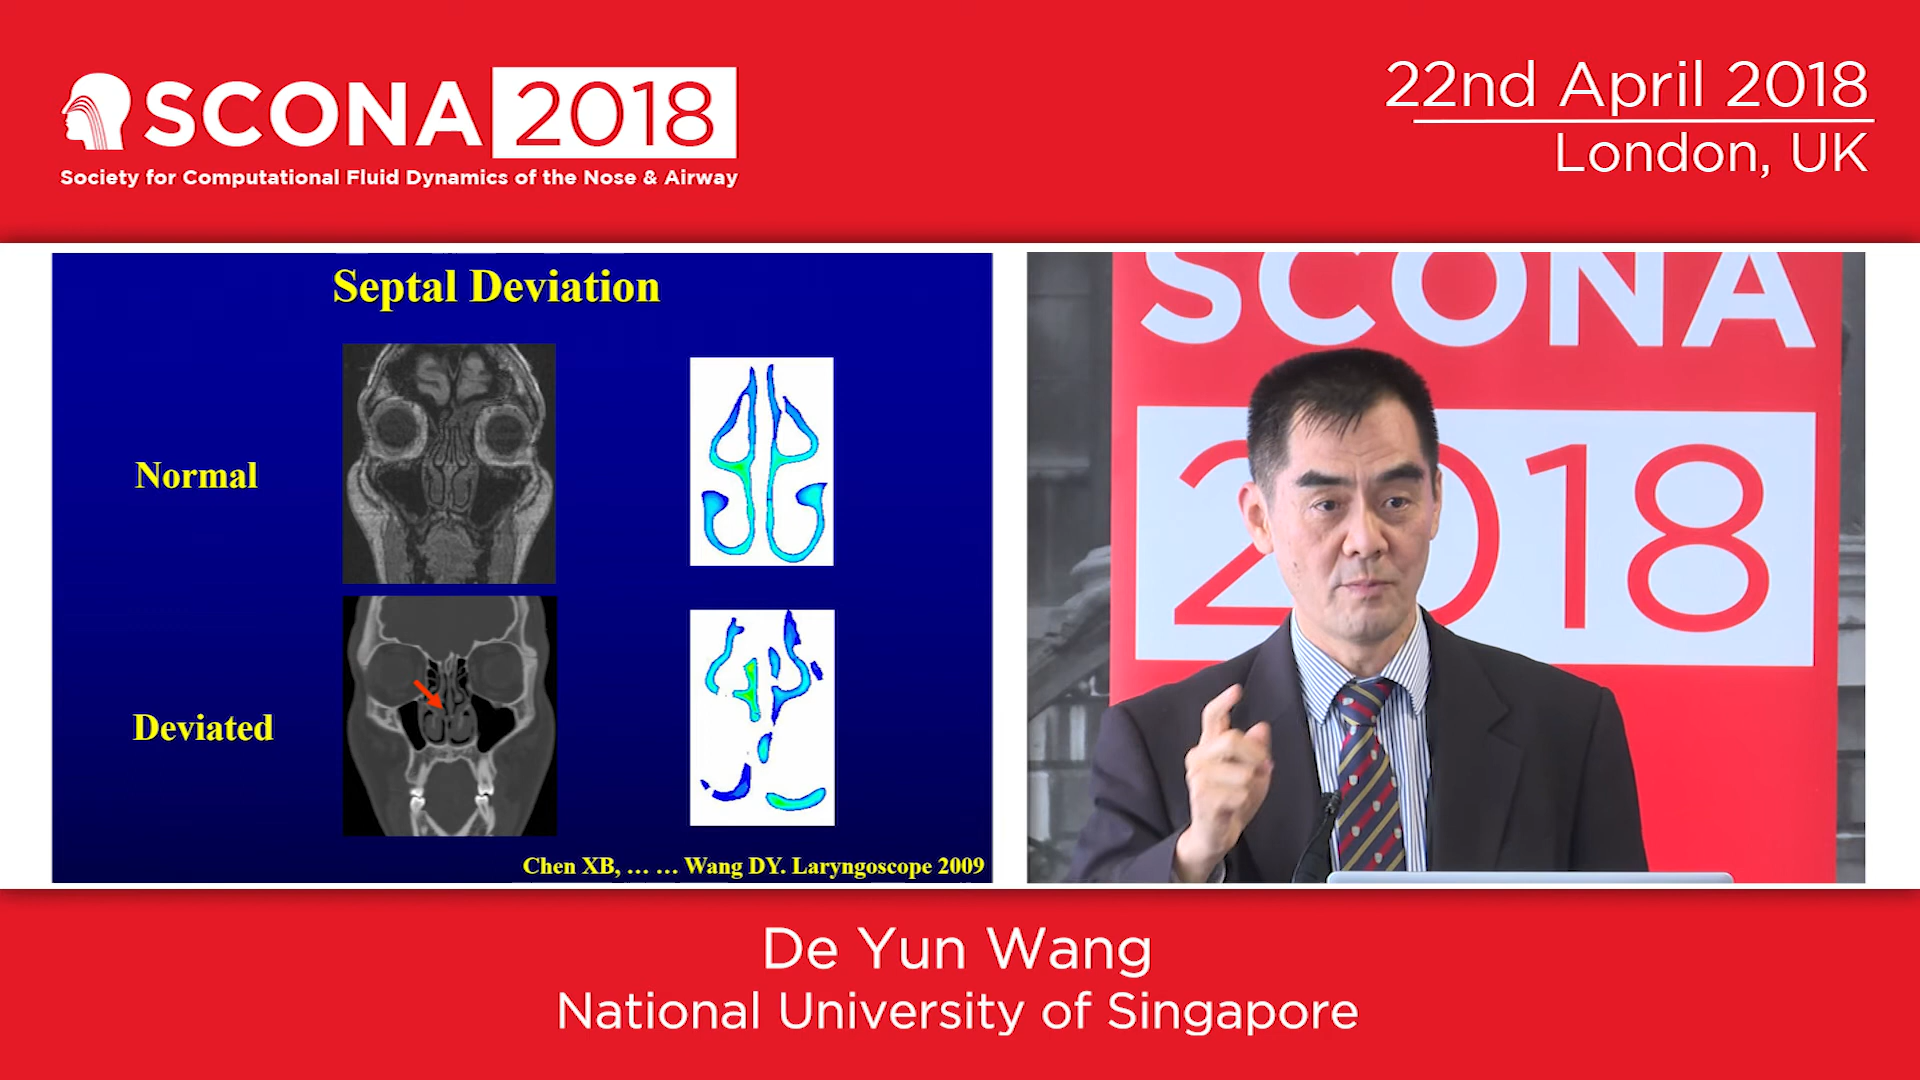 SCONA 2018
Society for Computational Fluid Dynamics of the Nose & Airway
22nd April 2018
London, UK
Septal Deviation
Normal
Deviated
Chen XB, ... ... Wang DY. Laryngoscope 2009
SCONA
2018
De Yun Wang
National University of Singapore